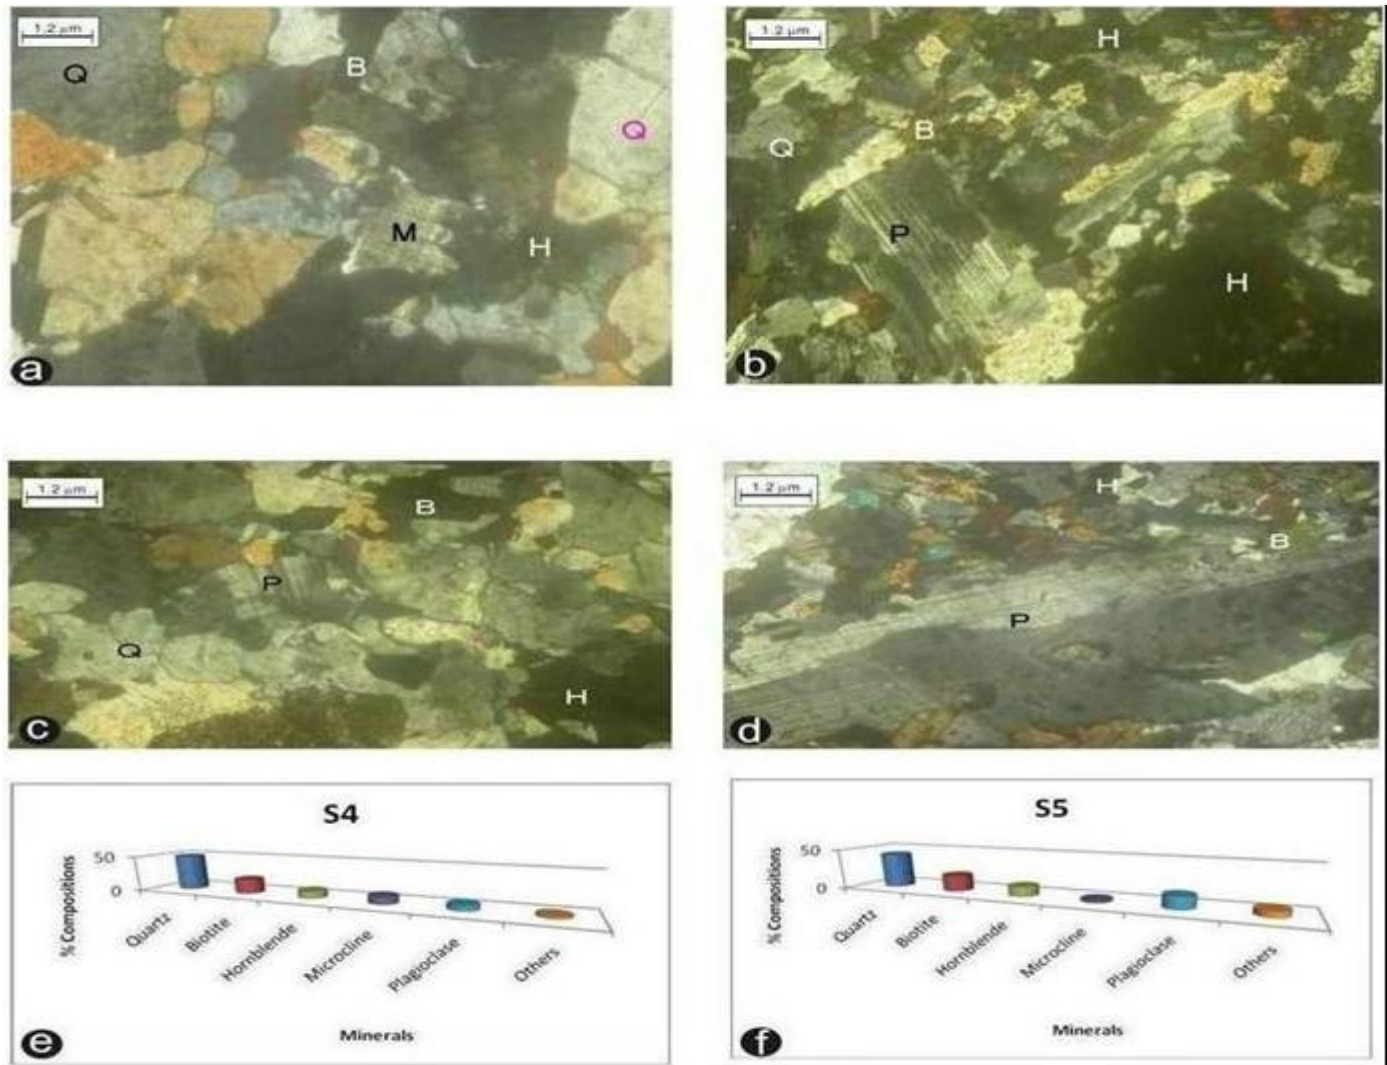 1.2 µm
Q
B
Q
M
H
a
1.2 µm
H
B
Q
P
H
b
1.2 µm
B
P
Q
H
c
1.2 µm
H
B
P
d
S4
% Compositions
50
0
Quartz
Biotite
Hornblende
Microcline
Plagioclase
Others
Minerals
e
S5
% Compositions
50
0
Quartz
Biotite
Hornblende
Microcline
Plagioclase
Others
Minerals
f